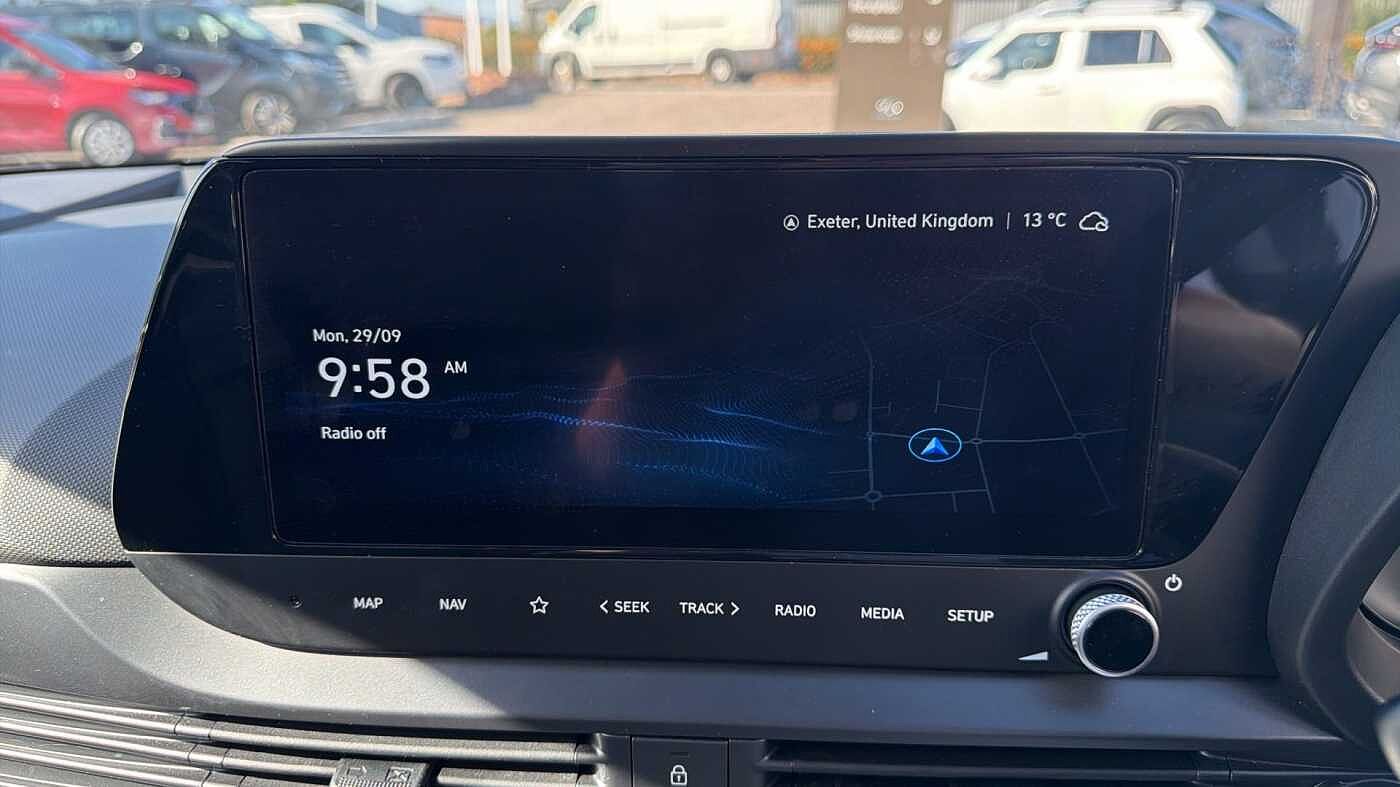 Exeter, United Kingdom | 13 °C
Mon, 29/09
9:58 AM
Radio off
MAP NAV < SEEK TRACK > RADIO MEDIA SETUP